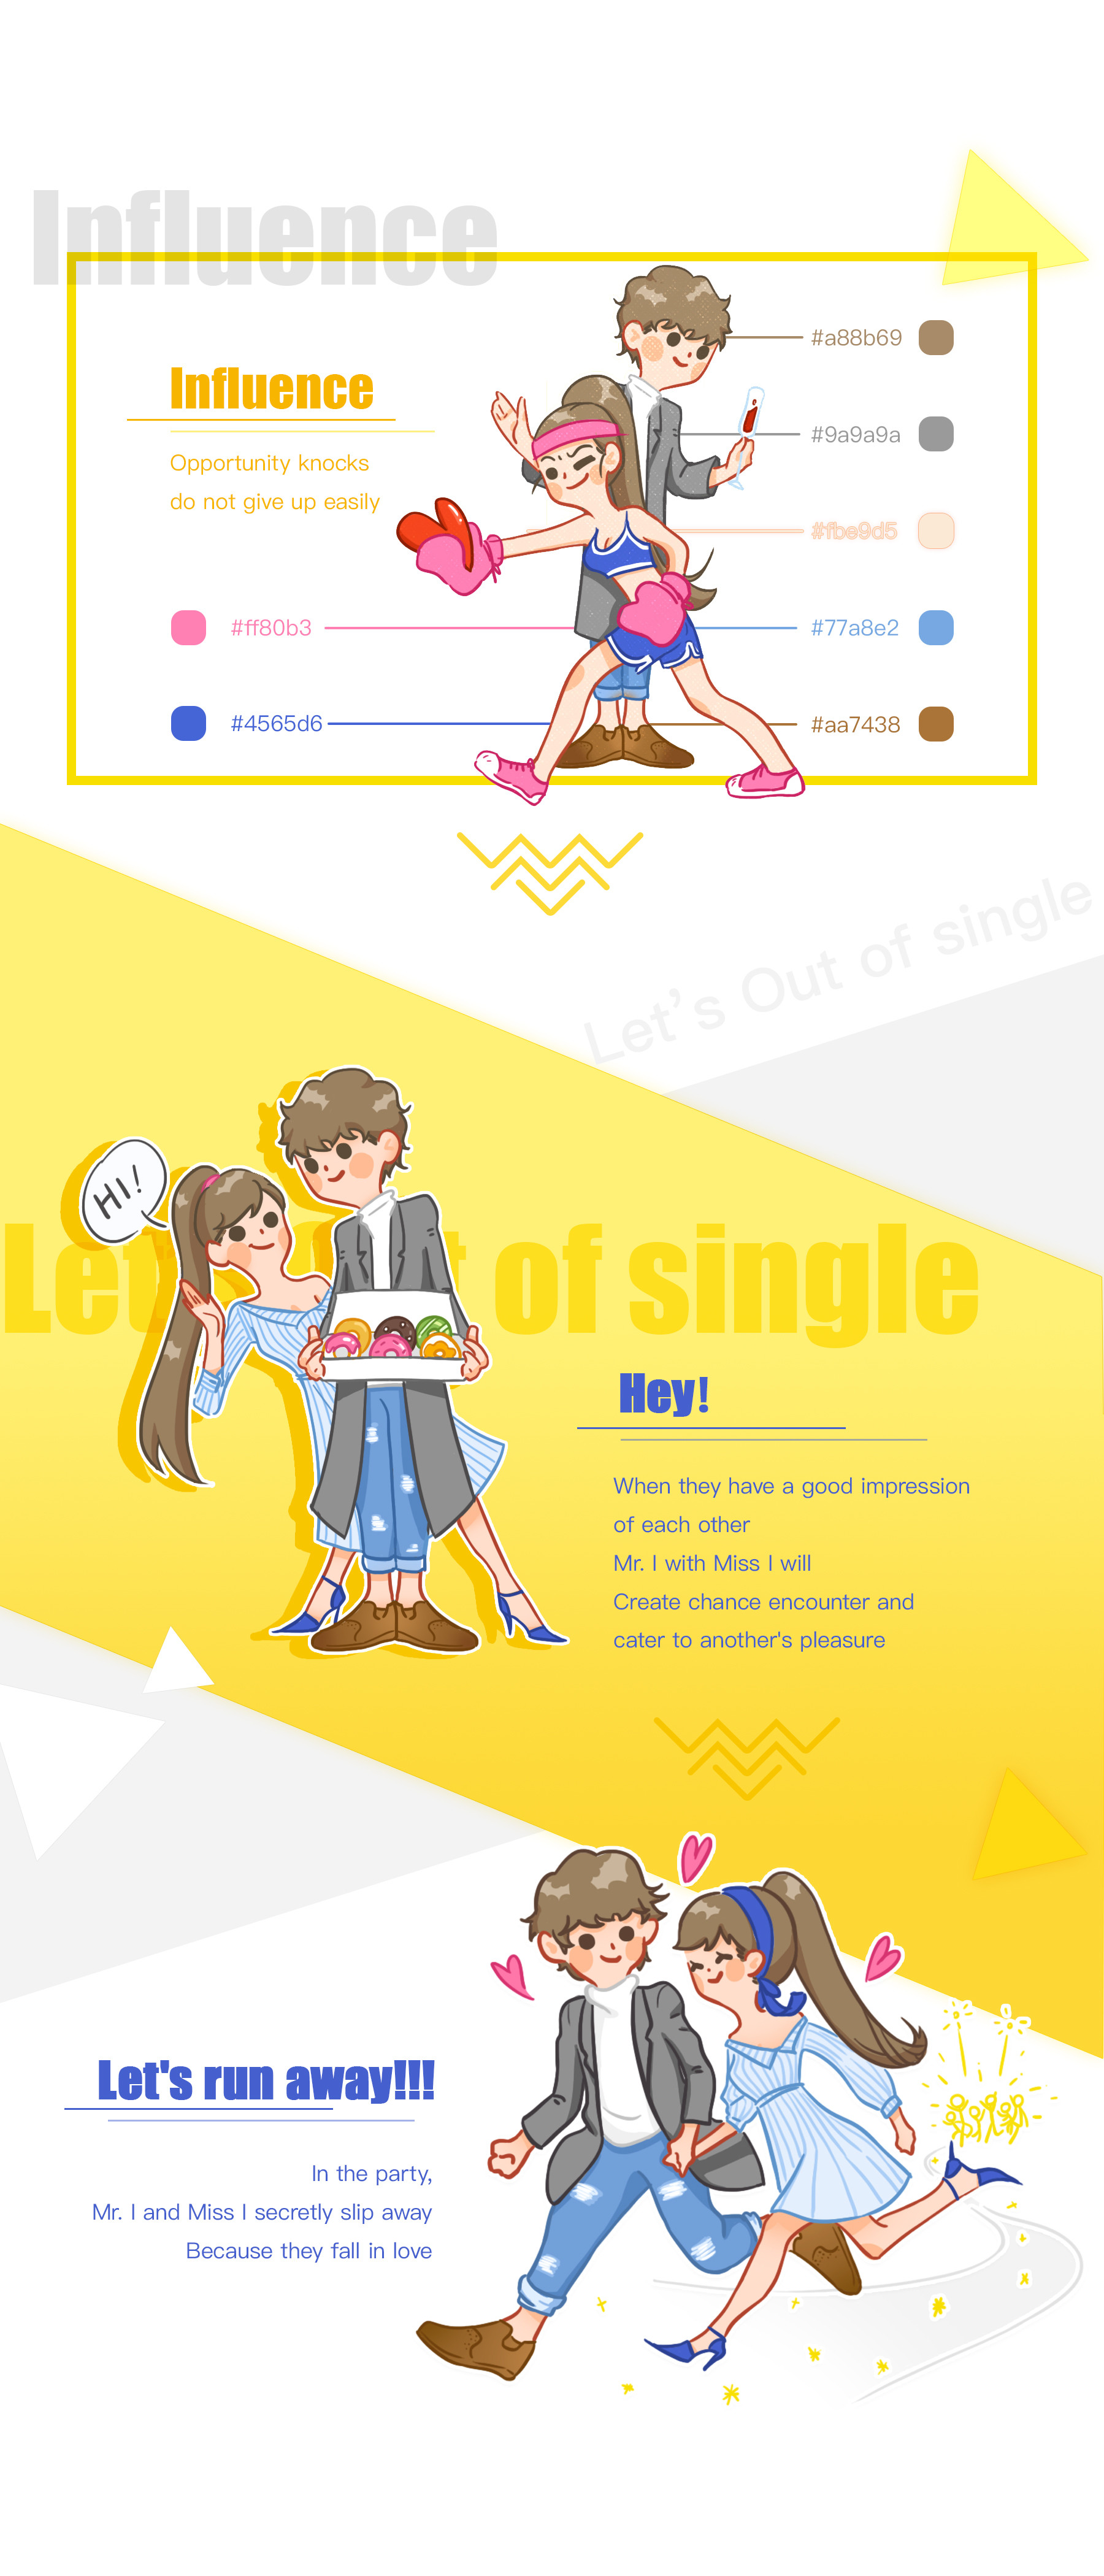 Influence
Influence
Opportunity knocks
do not give up easily
#a88b69
#9a9a9a
#fbe9d5
#ff80b3
#77a8e2
#4565d6
#aa7438
Let’s Out of single
HI!
Let t of single
Hey!
When they have a good impression
of each other
Mr. I with Miss I will
Create chance encounter and
cater to another's pleasure
Let's run away!!!
In the party,
Mr. I and Miss I secretly slip away
Because they fall in love